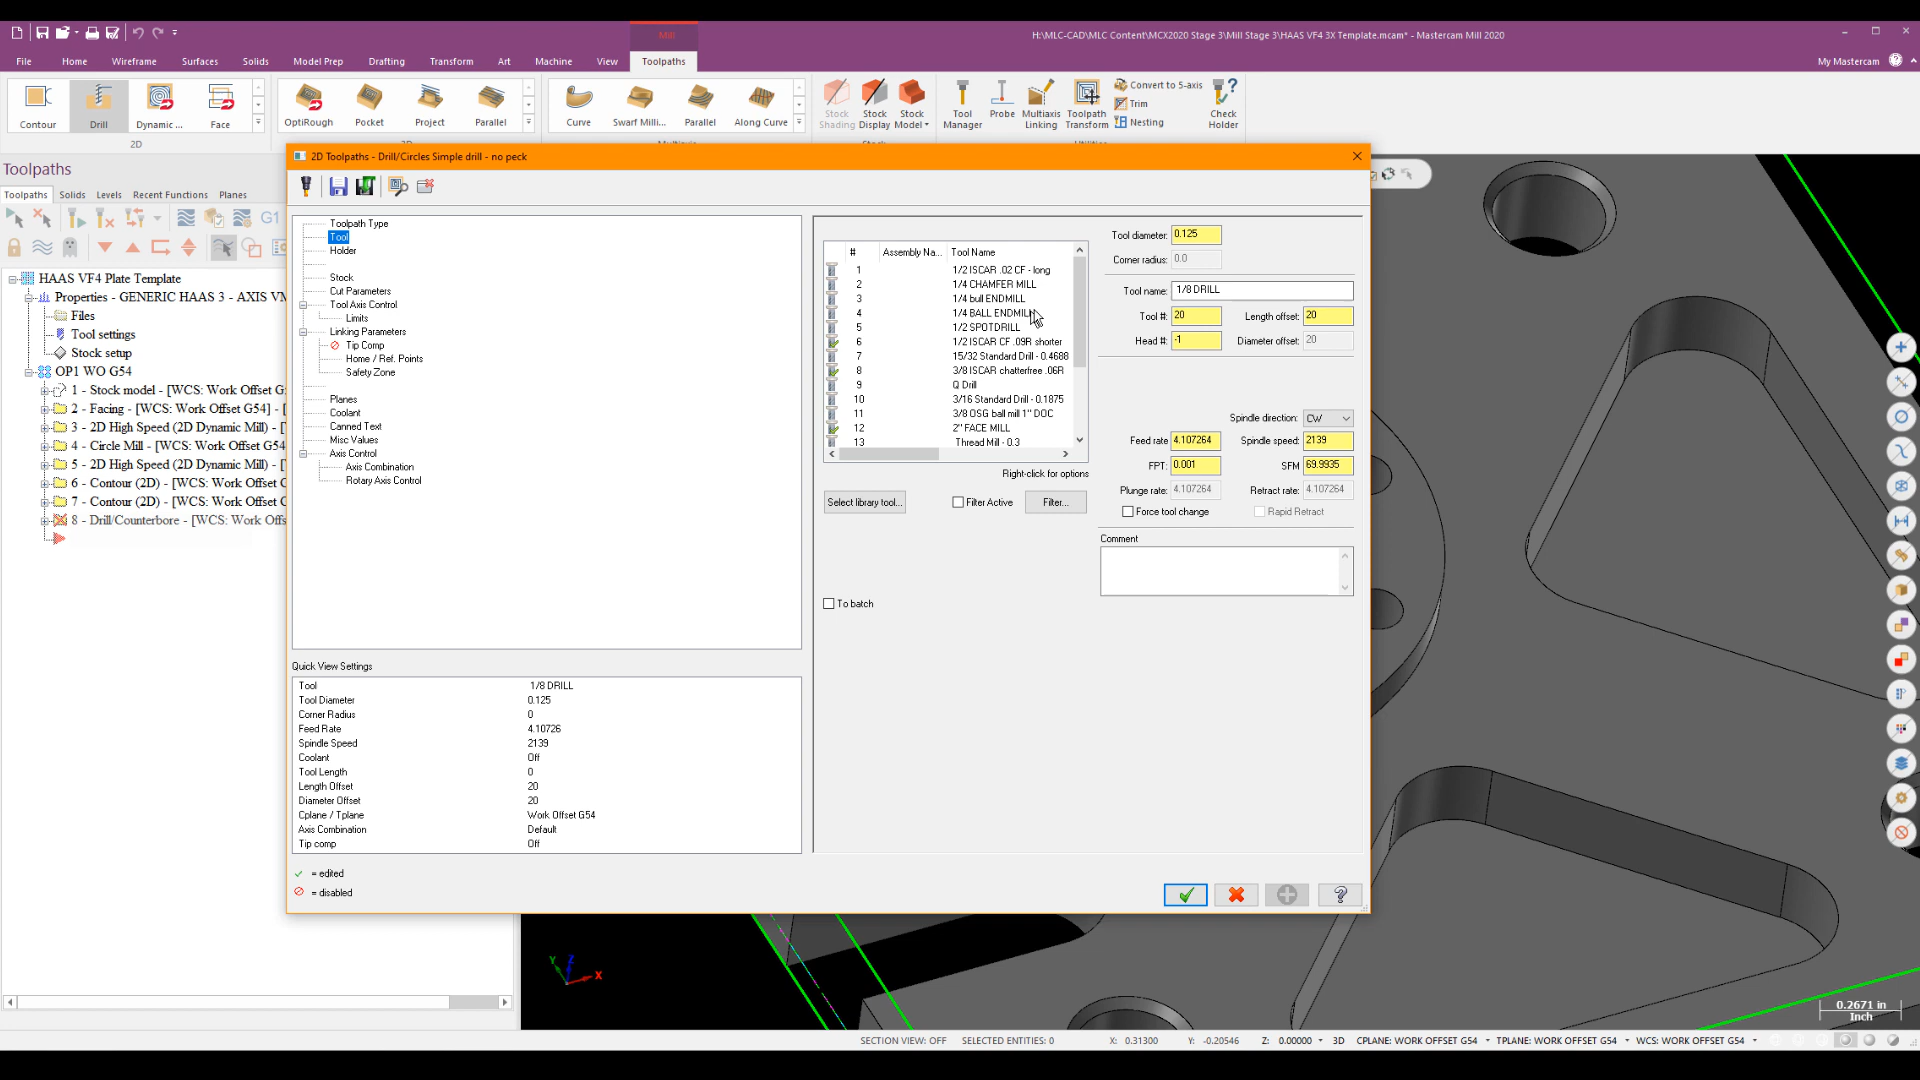 Mill
H:\MLC-CAD\MLC Content\MCX2020 Stage 3\Mill Stage 3\HAAS VF4 3X Template.mcam* - Mastercam Mill 2020
File Home Wireframe Surfaces Solids Model Prep Drafting Transform Art Machine View Toolpaths My Mastercam
Contour Drill Dynamic ... Face
2D
OptiRough Pocket Project Parallel
Curve Swarf Milli... Parallel Along Curve
Stock Shading
Stock Display
Stock Model
Tool Manager
Probe
Multiaxis Linking
Toolpath Transform
Convert to 5-axis
Trim
Nesting
Check Holder
Toolpaths
Toolpaths Solids Levels Recent Functions Planes
G1
HAAS VF4 Plate Template
Properties - GENERIC HAAS 3 - AXIS VM
Files
Tool settings
Stock setup
OP1 WO G54
1 - Stock model - [WCS: Work Offset G
2 - Facing - [WCS: Work Offset G54] - [
3 - 2D High Speed (2D Dynamic Mill) - [
4 - Circle Mill - [WCS: Work Offset G54
5 - 2D High Speed (2D Dynamic Mill) - [
6 - Contour (2D) - [WCS: Work Offset G
7 - Contour (2D) - [WCS: Work Offset G
8 - Drill/Counterbore - [WCS: Work Offs
2D Toolpaths - Drill/Circles Simple drill - no peck
Toolpath Type
Tool
Holder
Stock
Cut Parameters
Tool Axis Control
Limits
Linking Parameters
Tip Comp
Home / Ref. Points
Safety Zone
Planes
Coolant
Canned Text
Misc Values
Axis Control
Axis Combination
Rotary Axis Control
Quick View Settings
Tool 1/8 DRILL
Tool Diameter 0.125
Corner Radius 0
Feed Rate 4.10726
Spindle Speed 2139
Coolant Off
Tool Length 0
Length Offset 20
Diameter Offset 20
Cplane / Tplane Work Offset G54
Axis Combination Default
Tip comp Off
= edited
= disabled
# Assembly Na... Tool Name
1 1/2 ISCAR .02 CF - long
2 1/4 CHAMFER MILL
3 1/4 bull ENDMILL
4 1/4 BALL ENDMILL
5 1/2 SPOTDRILL
6 1/2 ISCAR CF .09R shorter
7 15/32 Standard Drill - 0.4688
8 3/8 ISCAR chatterfree .06R
9 Q Drill
10 3/16 Standard Drill - 0.1875
11 3/8 OSG ball mill 1" DOC
12 2" FACE MILL
13 Thread Mill - 0.3
Right-click for options
Select library tool... Filter Active Filter...
To batch
Tool diameter: 0.125
Corner radius: 0.0
Tool name: 1/8 DRILL
Tool #: 20 Length offset: 20
Head #: -1 Diameter offset: 20
Spindle direction: CW
Feed rate: 4.107264 Spindle speed: 2139
FPT: 0.001 SFM 69.9935
Plunge rate: 4.107264 Retract rate: 4.107264
Force tool change Rapid Retract
Comment
Y Z X
0.2671 in
Inch
SECTION VIEW: OFF SELECTED ENTITIES: 0 X: 0.31300 Y: -0.20546 Z: 0.00000 3D CPLANE: WORK OFFSET G54 TPLANE: WORK OFFSET G54 WCS: WORK OFFSET G54